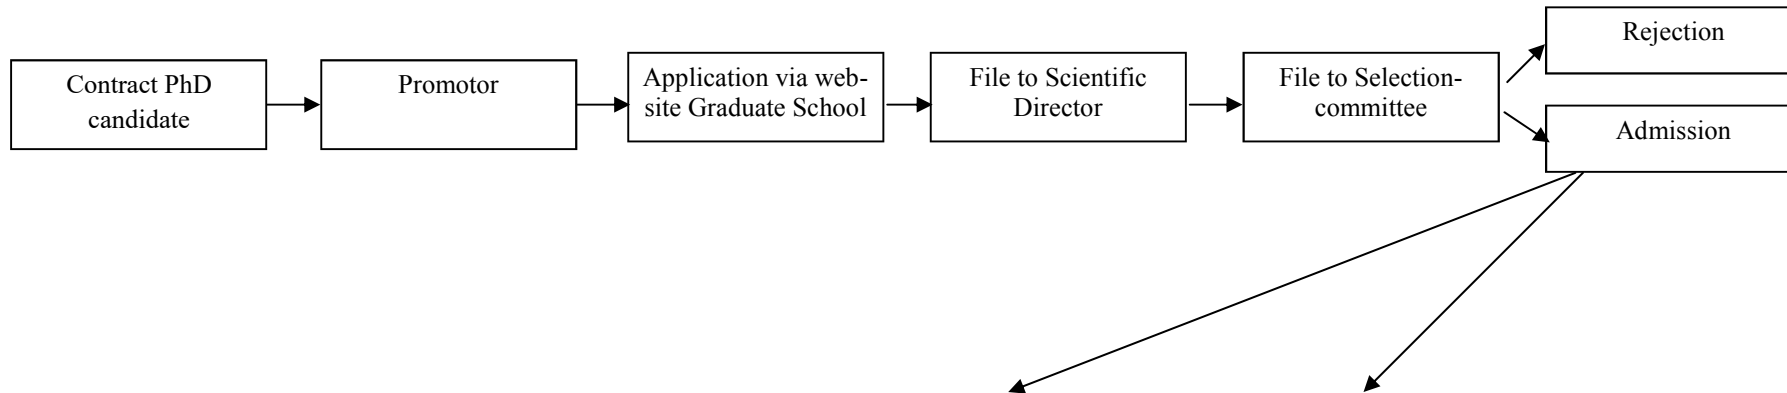 Contract PhD
candidate
Promotor
Application via web-
site Graduate School
File to Scientific
Director
File to Selection-
committee
Rejection
Admission